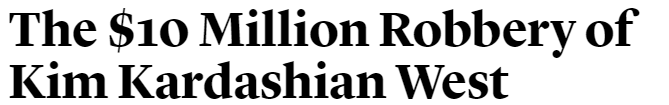 The $10 Million Robbery of
Kim Kardashian West